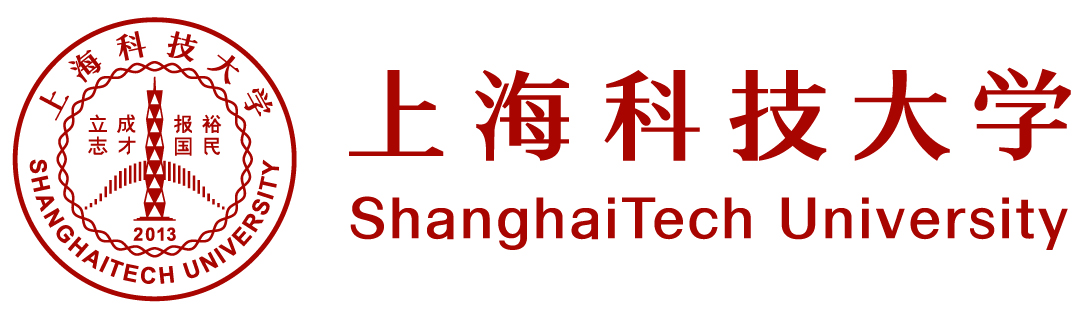 上海科技大学
立志 成才 报国 裕民
2013
SHANGHAITECH UNIVERSITY
上海科技大学
ShanghaiTech University